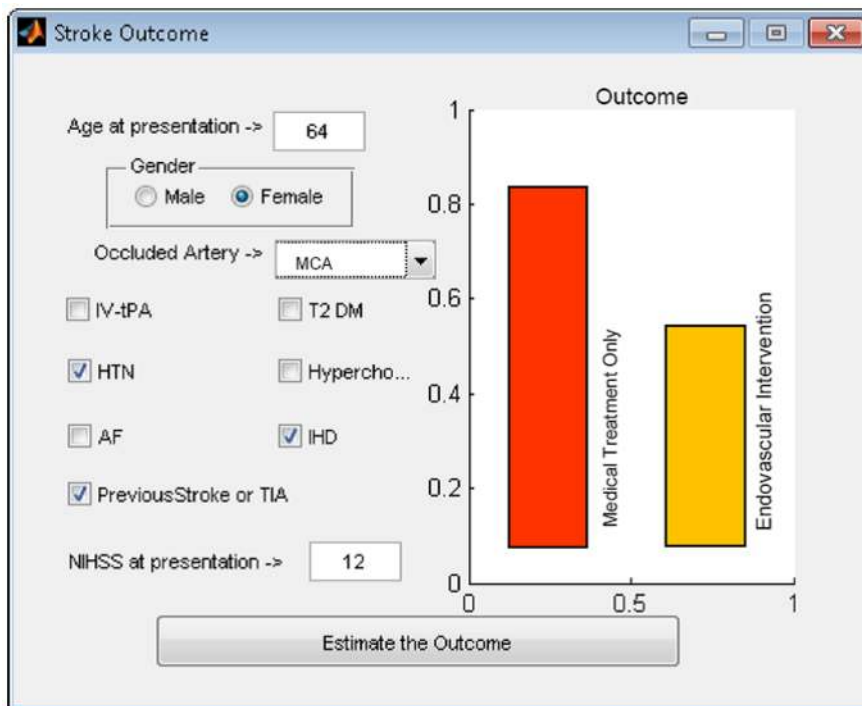 Stroke Outcome
Age at presentation -> 64
Gender
Male Female
Occluded Artery -> MCA
IV-tPA T2 DM
HTN Hypercho...
AF IHD
PreviousStroke or TIA
NIHSS at presentation -> 12
Estimate the Outcome
Outcome
1
0.8
0.6
0.4
0.2
0
0 0.5 1
Medical Treatment Only
Endovascular Intervention